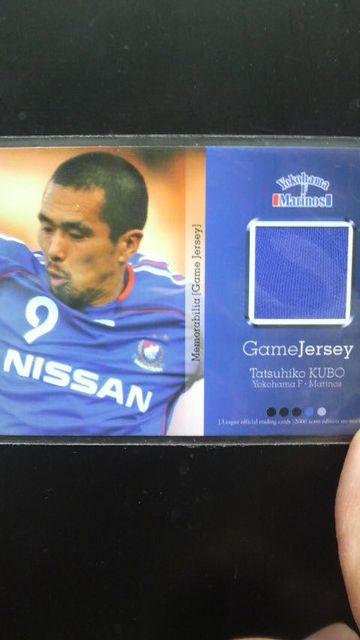 9
NISSAN
Memorabilia [Game Jersey]
Yokohama
Marinos
GameJersey
Tatsuhiko KUBO
Yokohama F・Marinos
J.League official trading cards 2006